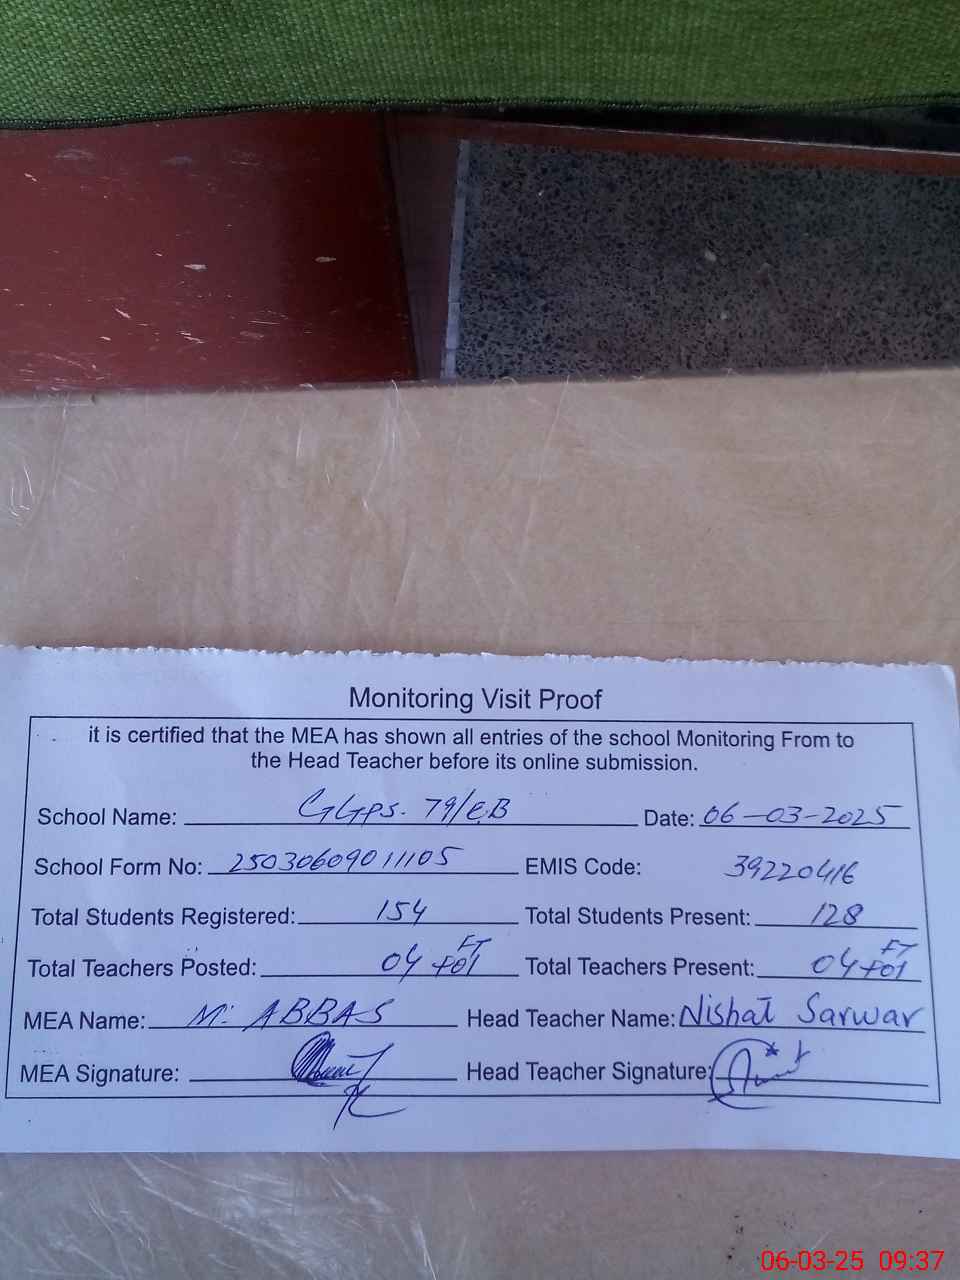 Monitoring Visit Proof
it is certified that the MEA has shown all entries of the school Monitoring From to
the Head Teacher before its online submission.
School Name: GGPS. 79/E.B Date: 06-03-2025
School Form No: 25030609011105 EMIS Code: 39220416
Total Students Registered: 154 Total Students Present: 128
Total Teachers Posted: 04 +01 FT Total Teachers Present: 04 +01 FT
MEA Name: M. ABBAS Head Teacher Name: Nishat Sarwar
MEA Signature: Head Teacher Signature:
06-03-25 09:37